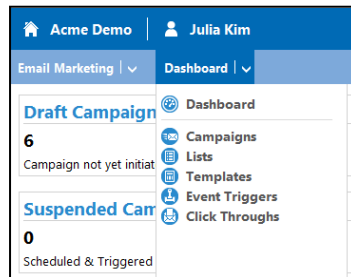 Acme Demo Julia Kim
Email Marketing Dashboard
Dashboard
Draft Campaign
6
Campaign not yet initiat
Campaigns
Lists
Templates
Event Triggers
Click Throughs
Suspended Cam
0
Scheduled & Triggered